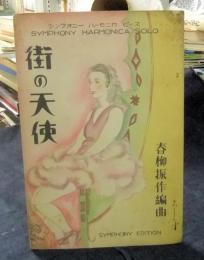 シンフオニー ハーモニカ ピース
SYMPHONY HARMONICA SOLO
街の天使
春柳振作編曲
SYMPHONY EDITION